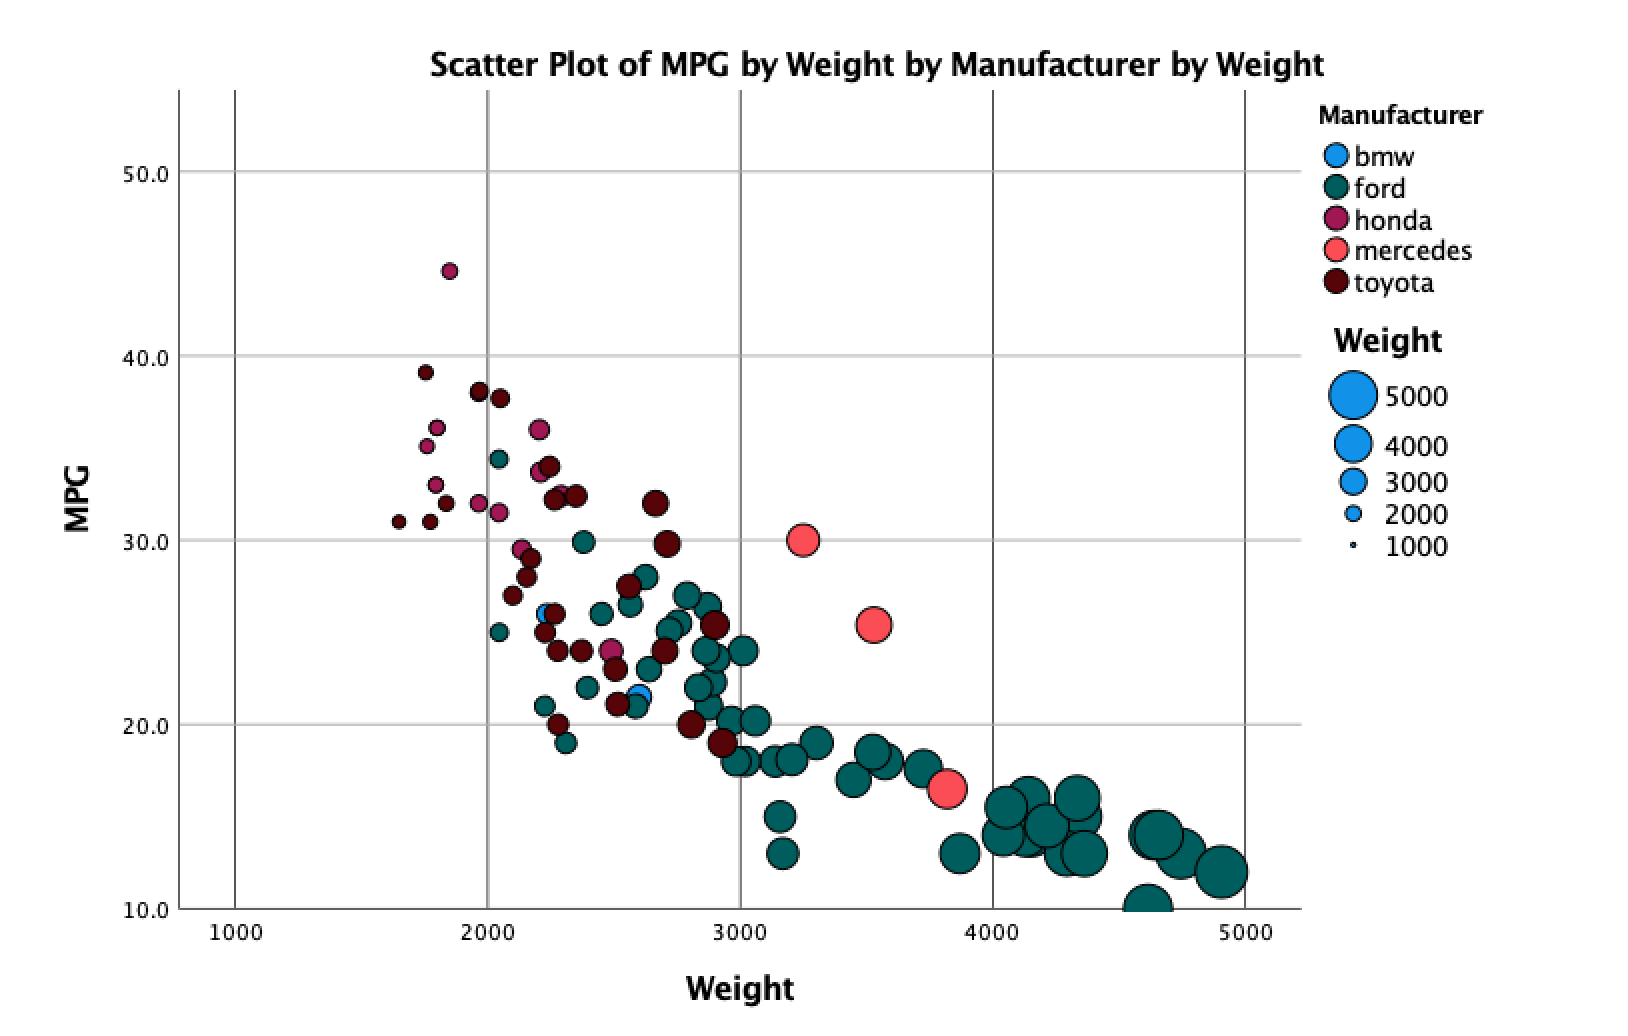 Scatter Plot of MPG by Weight by Manufacturer by Weight
Manufacturer
bmw
ford
honda
mercedes
toyota
Weight
5000
4000
3000
2000
1000
MPG
50.0
40.0
30.0
20.0
10.0
1000 2000 3000 4000 5000
Weight